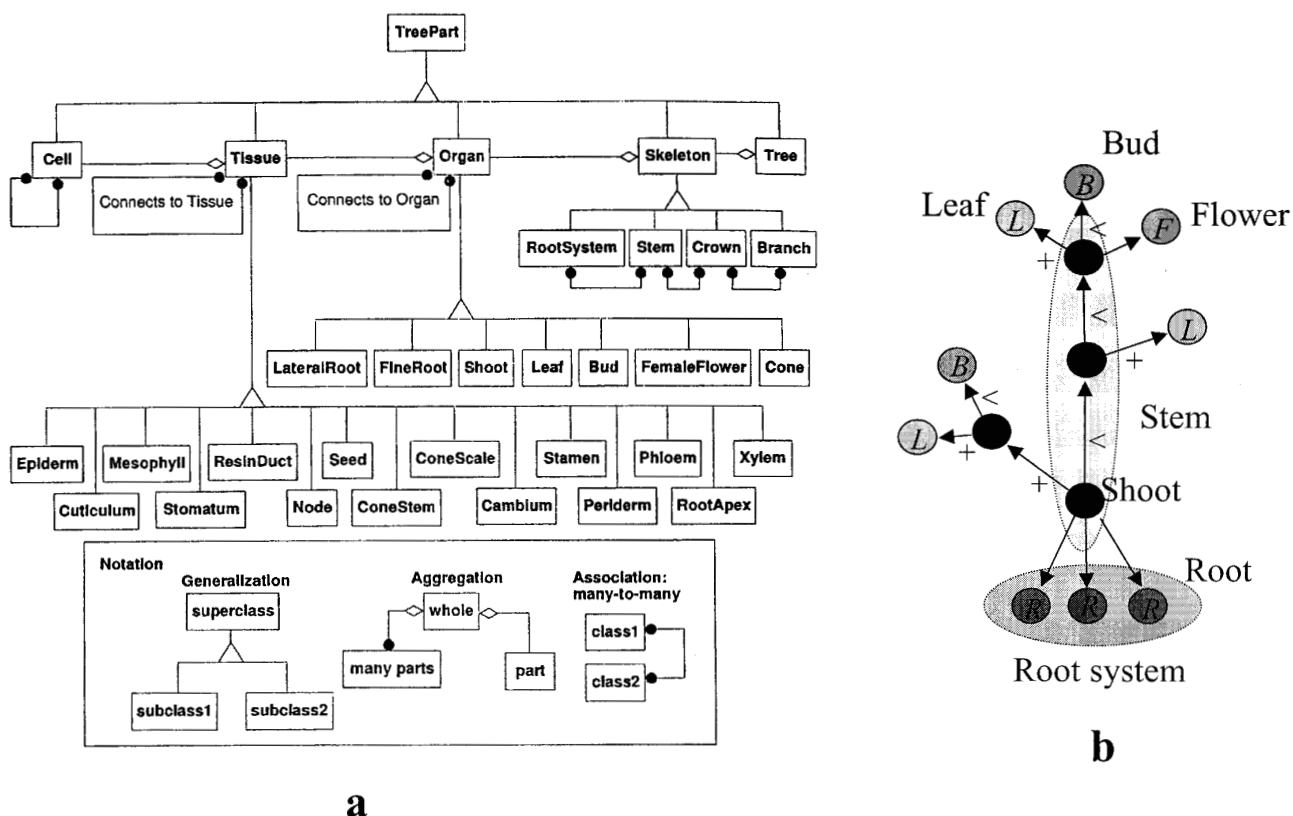 TreePart
Cell
Tissue
Organ
Skeleton
Tree
Connects to Tissue
Connects to Organ
RootSystem
Stem
Crown
Branch
LateralRoot
FineRoot
Shoot
Leaf
Bud
FemaleFlower
Cone
Epiderm
Mesophyll
ResinDuct
Seed
ConeScale
Stamen
Phloem
Xylem
Cuticulum
Stomatum
Node
ConeStem
Cambium
Periderm
RootApex
Notation
Generalization
superclass
subclass1
subclass2
Aggregation
whole
many parts
part
Association:
many-to-many
class1
class2
a
Bud
B
Leaf
L
F
Flower
<
+
<
L
+
B
<
L
+
Stem
<
+
Shoot
Root
R
R
R
Root system
b